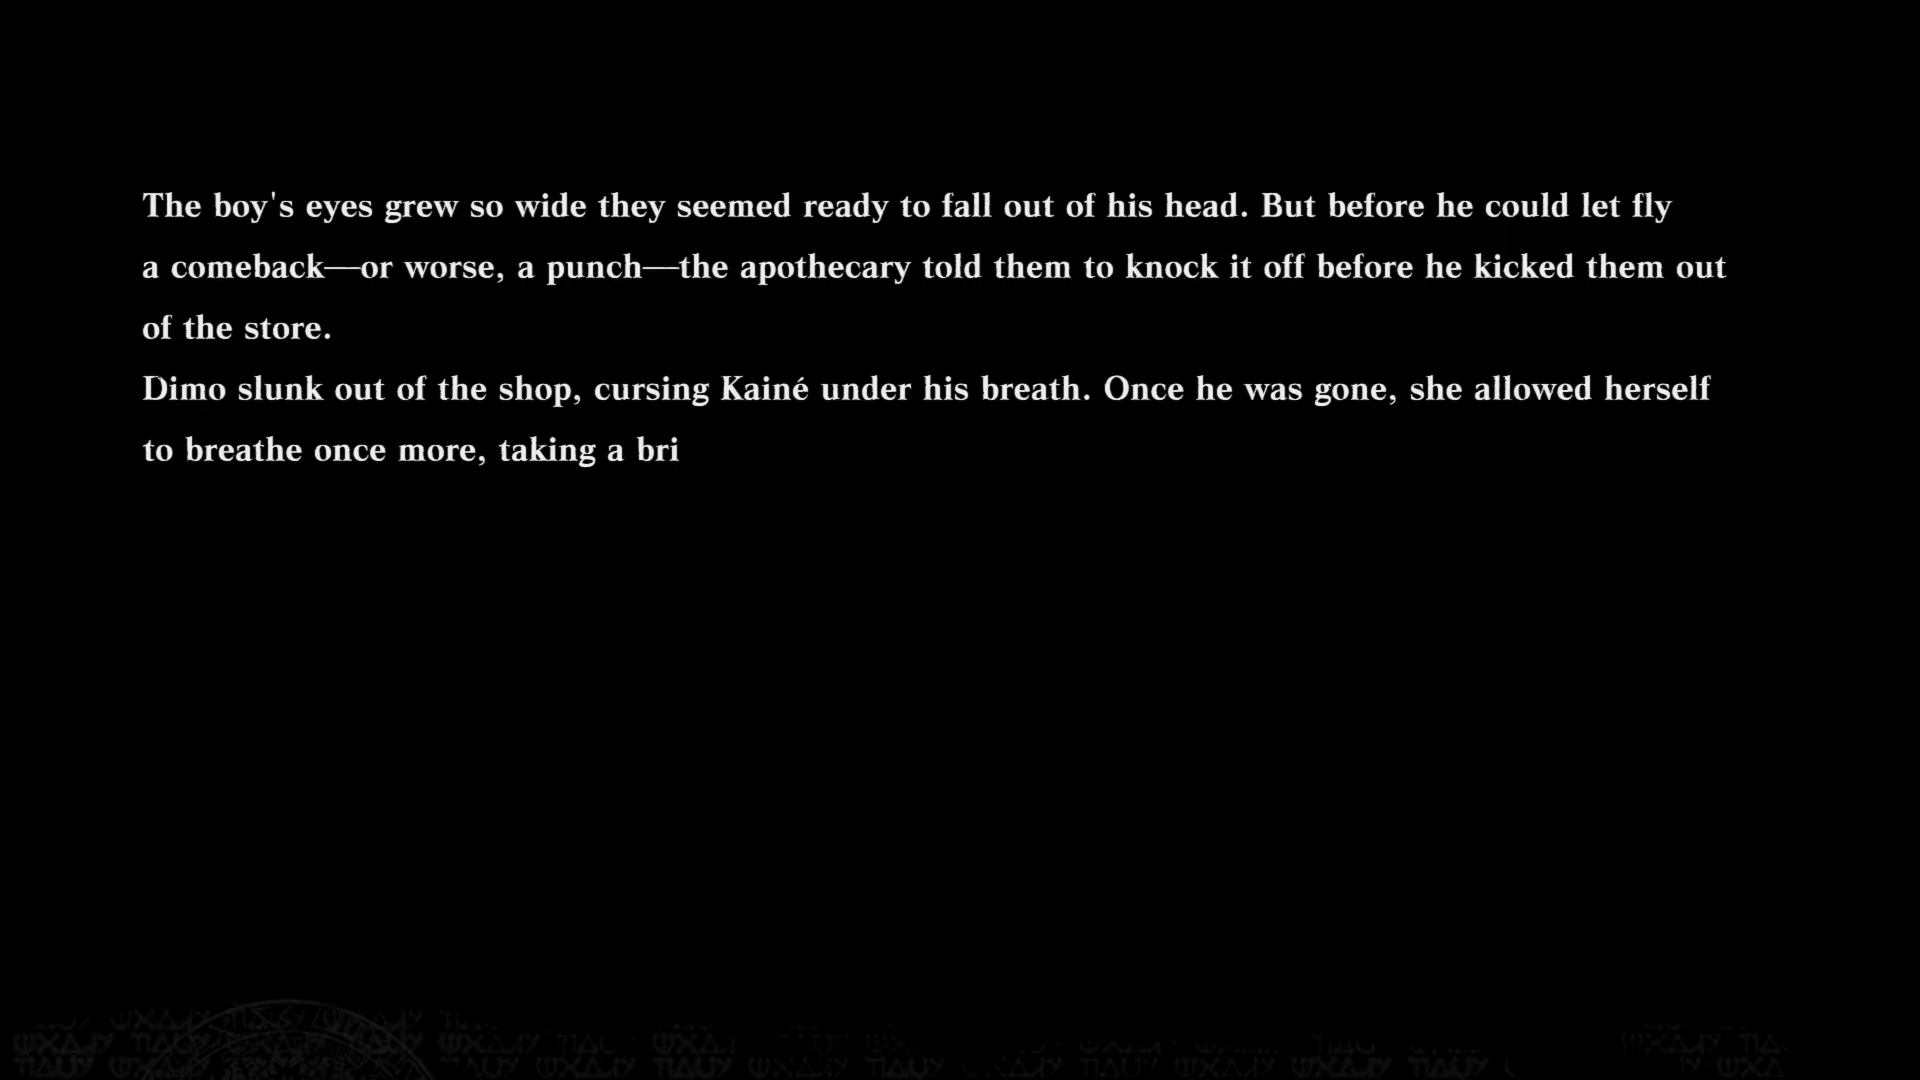 The boy's eyes grew so wide they seemed ready to fall out of his head. But before he could let fly
a comeback—or worse, a punch—the apothecary told them to knock it off before he kicked them out
of the store.
Dimo slunk out of the shop, cursing Kainé under his breath. Once he was gone, she allowed herself
to breathe once more, taking a bri